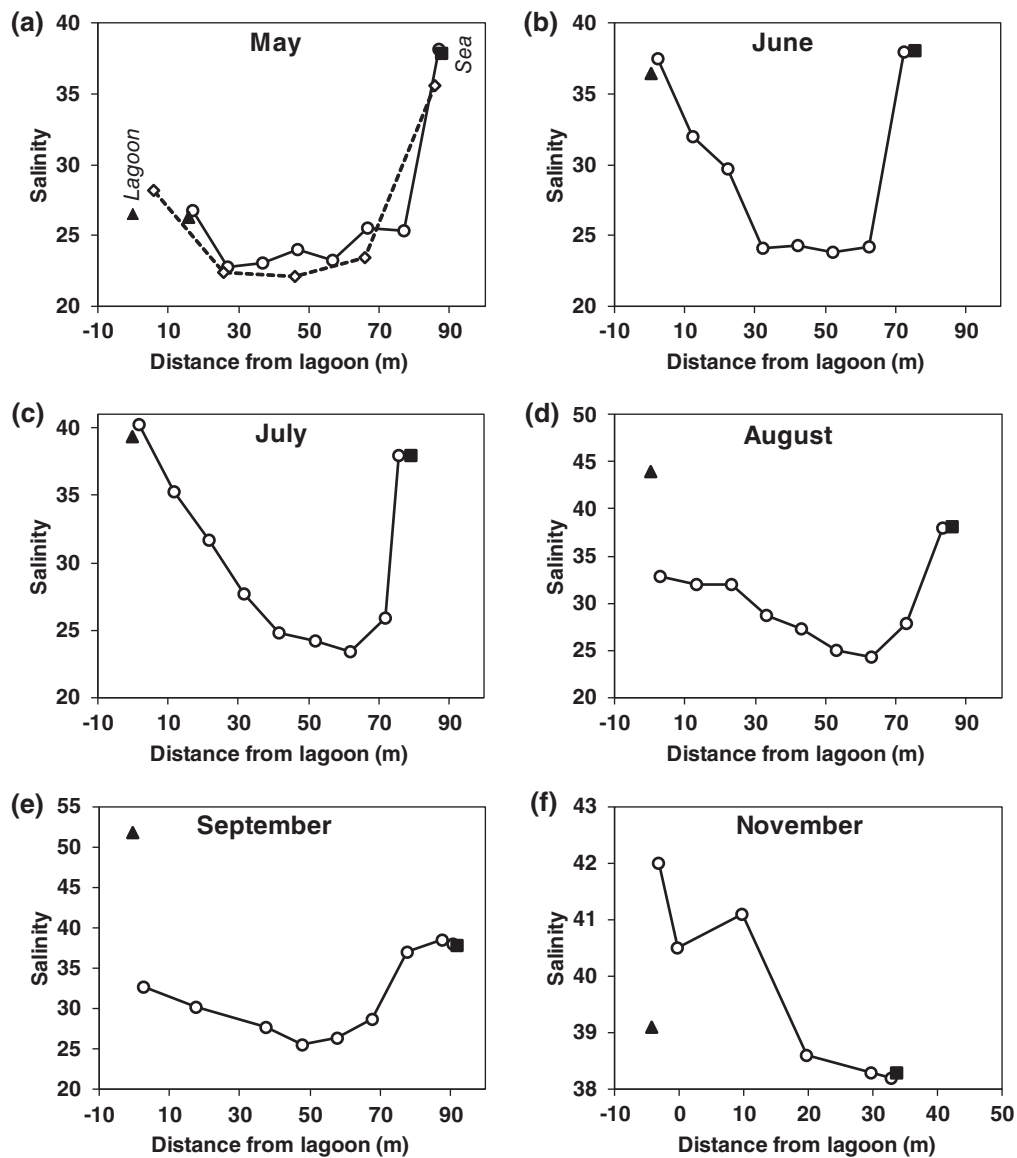 (a)
May
40
35
30
25
20
Salinity
Lagoon
Sea
-10 10 30 50 70 90
Distance from lagoon (m)
(b)
June
40
35
30
25
20
Salinity
-10 10 30 50 70 90
Distance from lagoon (m)
(c)
July
40
35
30
25
20
Salinity
-10 10 30 50 70 90
Distance from lagoon (m)
(d)
August
50
45
40
35
30
25
20
Salinity
-10 10 30 50 70 90
Distance from lagoon (m)
(e)
September
55
50
45
40
35
30
25
20
Salinity
-10 10 30 50 70 90
Distance from lagoon (m)
(f)
November
43
42
41
40
39
38
Salinity
-10 0 10 20 30 40 50
Distance from lagoon (m)